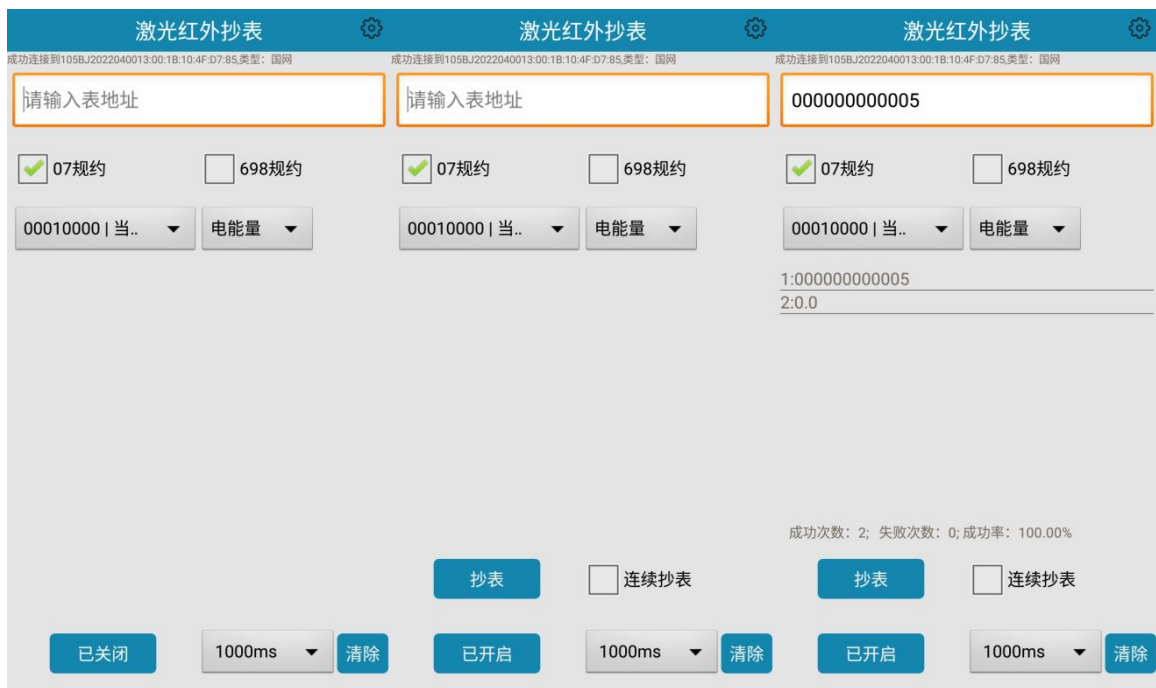 激光红外抄表
成功连接到105BJ2022040013:00:1B:10:4F:D7:85,类型：国网
请输入表地址
07规约
698规约
00010000 | 当..
电能量
已关闭
1000ms
清除
激光红外抄表
成功连接到105BJ2022040013:00:1B:10:4F:D7:85,类型：国网
请输入表地址
07规约
698规约
00010000 | 当..
电能量
抄表
连续抄表
已开启
1000ms
清除
激光红外抄表
成功连接到105BJ2022040013:00:1B:10:4F:D7:85,类型：国网
000000000005
07规约
698规约
00010000 | 当..
电能量
1:000000000005
2:0.0
成功次数：2; 失败次数：0; 成功率：100.00%
抄表
连续抄表
已开启
1000ms
清除